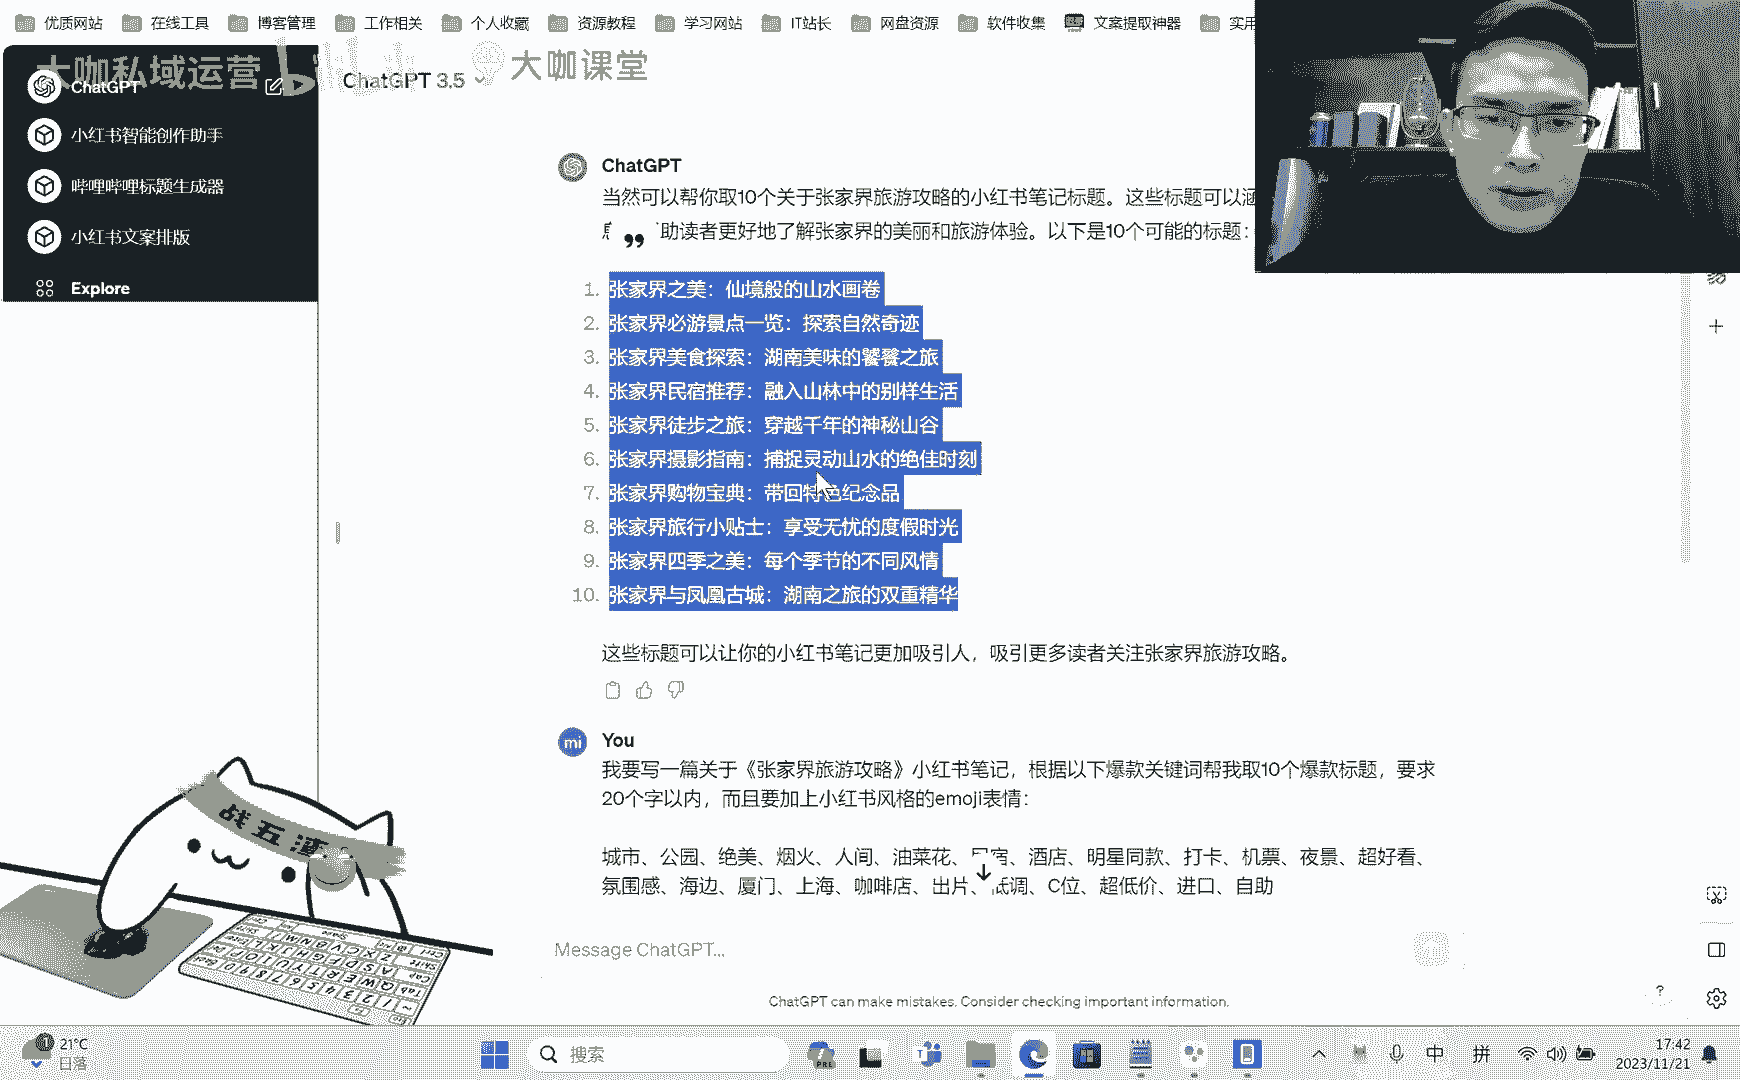 优质网站 在线工具 博客管理 工作相关 个人收藏 资源教程 学习网站 IT站长 网盘资源 软件收集 文案提取神器 实用
大咖私域运营 bilibili 大咖课堂
ChatGPT
ChatGPT 3.5
小红书智能创作助手
哔哩哔哩标题生成器
小红书文案排版
Explore
ChatGPT
当然可以帮你取10个关于张家界旅游攻略的小红书笔记标题。这些标题可以涵
助读者更好地了解张家界的美丽和旅游体验。以下是10个可能的标题：
1. 张家界之美：仙境般的山水画卷
2. 张家界必游景点一览：探索自然奇迹
3. 张家界美食探索：湖南美味的饕餮之旅
4. 张家界民宿推荐：融入山林中的别样生活
5. 张家界徒步之旅：穿越千年的神秘山谷
6. 张家界摄影指南：捕捉灵动山水的绝佳时刻
7. 张家界购物宝典：带回特色纪念品
8. 张家界旅行小贴士：享受无忧的度假时光
9. 张家界四季之美：每个季节的不同风情
10. 张家界与凤凰古城：湖南之旅的双重精华
这些标题可以让你的小红书笔记更加吸引人，吸引更多读者关注张家界旅游攻略。
mi You
我要写一篇关于《张家界旅游攻略》小红书笔记，根据以下爆款关键词帮我取10个爆款标题，要求
20个字以内，而且要加上小红书风格的emoji表情：
城市、公园、绝美、烟火、人间、油菜花、民宿、酒店、明星同款、打卡、机票、夜景、超好看、
氛围感、海边、厦门、上海、咖啡店、出片、低调、C位、超低价、进口、自助
Message ChatGPT...
ChatGPT can make mistakes. Consider checking important information.
战五渣
21°C
日落
搜索
中 拼
17:42
2023/11/21